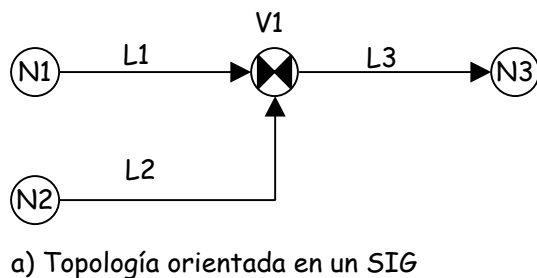 V1
N1
L1
L3
N3
L2
N2
a) Topología orientada en un SIG